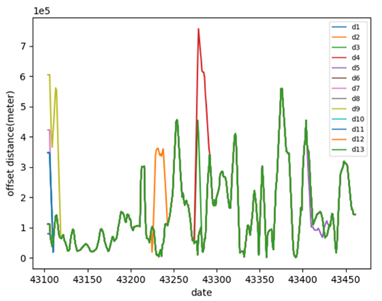 1e5
d1
d2
d3
d4
d5
d6
d7
d8
d9
d10
d11
d12
d13
offset distance(meter)
7
6
5
4
3
2
1
0
43100 43150 43200 43250 43300 43350 43400 43450
date